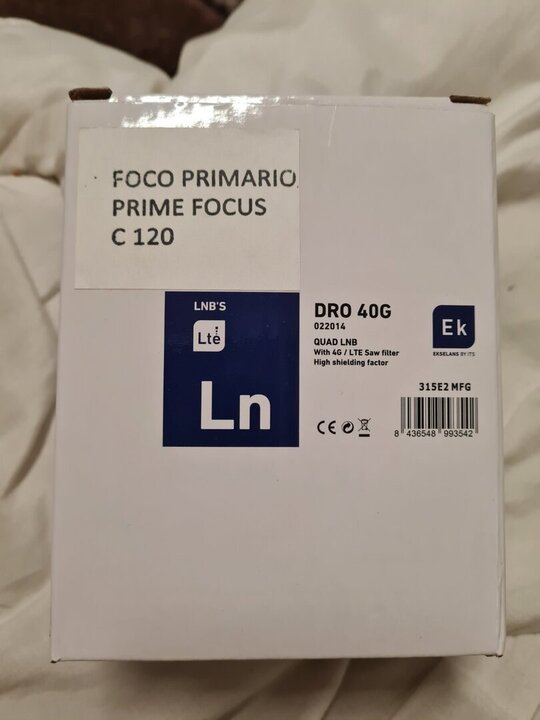 FOCO PRIMARIO
PRIME FOCUS
C 120
LNB'S
Lte
Ln
DRO 40G
022014
QUAD LNB
With 4G / LTE Saw filter
High shielding factor
Ek
EKSELANS BY ITS
315E2 MFG
CE
8 436548 993542